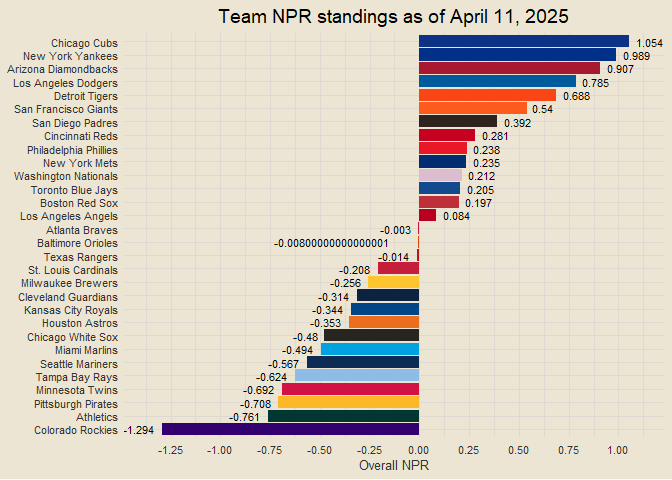 Team NPR standings as of April 11, 2025
Chicago Cubs 1.054
New York Yankees 0.989
Arizona Diamondbacks 0.907
Los Angeles Dodgers 0.785
Detroit Tigers 0.688
San Francisco Giants 0.54
San Diego Padres 0.392
Cincinnati Reds 0.281
Philadelphia Phillies 0.238
New York Mets 0.235
Washington Nationals 0.212
Toronto Blue Jays 0.205
Boston Red Sox 0.197
Los Angeles Angels 0.084
Atlanta Braves -0.003
Baltimore Orioles -0.00800000000000001
Texas Rangers -0.014
St. Louis Cardinals -0.208
Milwaukee Brewers -0.256
Cleveland Guardians -0.314
Kansas City Royals -0.344
Houston Astros -0.353
Chicago White Sox -0.48
Miami Marlins -0.494
Seattle Mariners -0.567
Tampa Bay Rays -0.624
Minnesota Twins -0.692
Pittsburgh Pirates -0.708
Athletics -0.761
Colorado Rockies -1.294
-1.25 -1.00 -0.75 -0.50 -0.25 0.00 0.25 0.50 0.75 1.00
Overall NPR